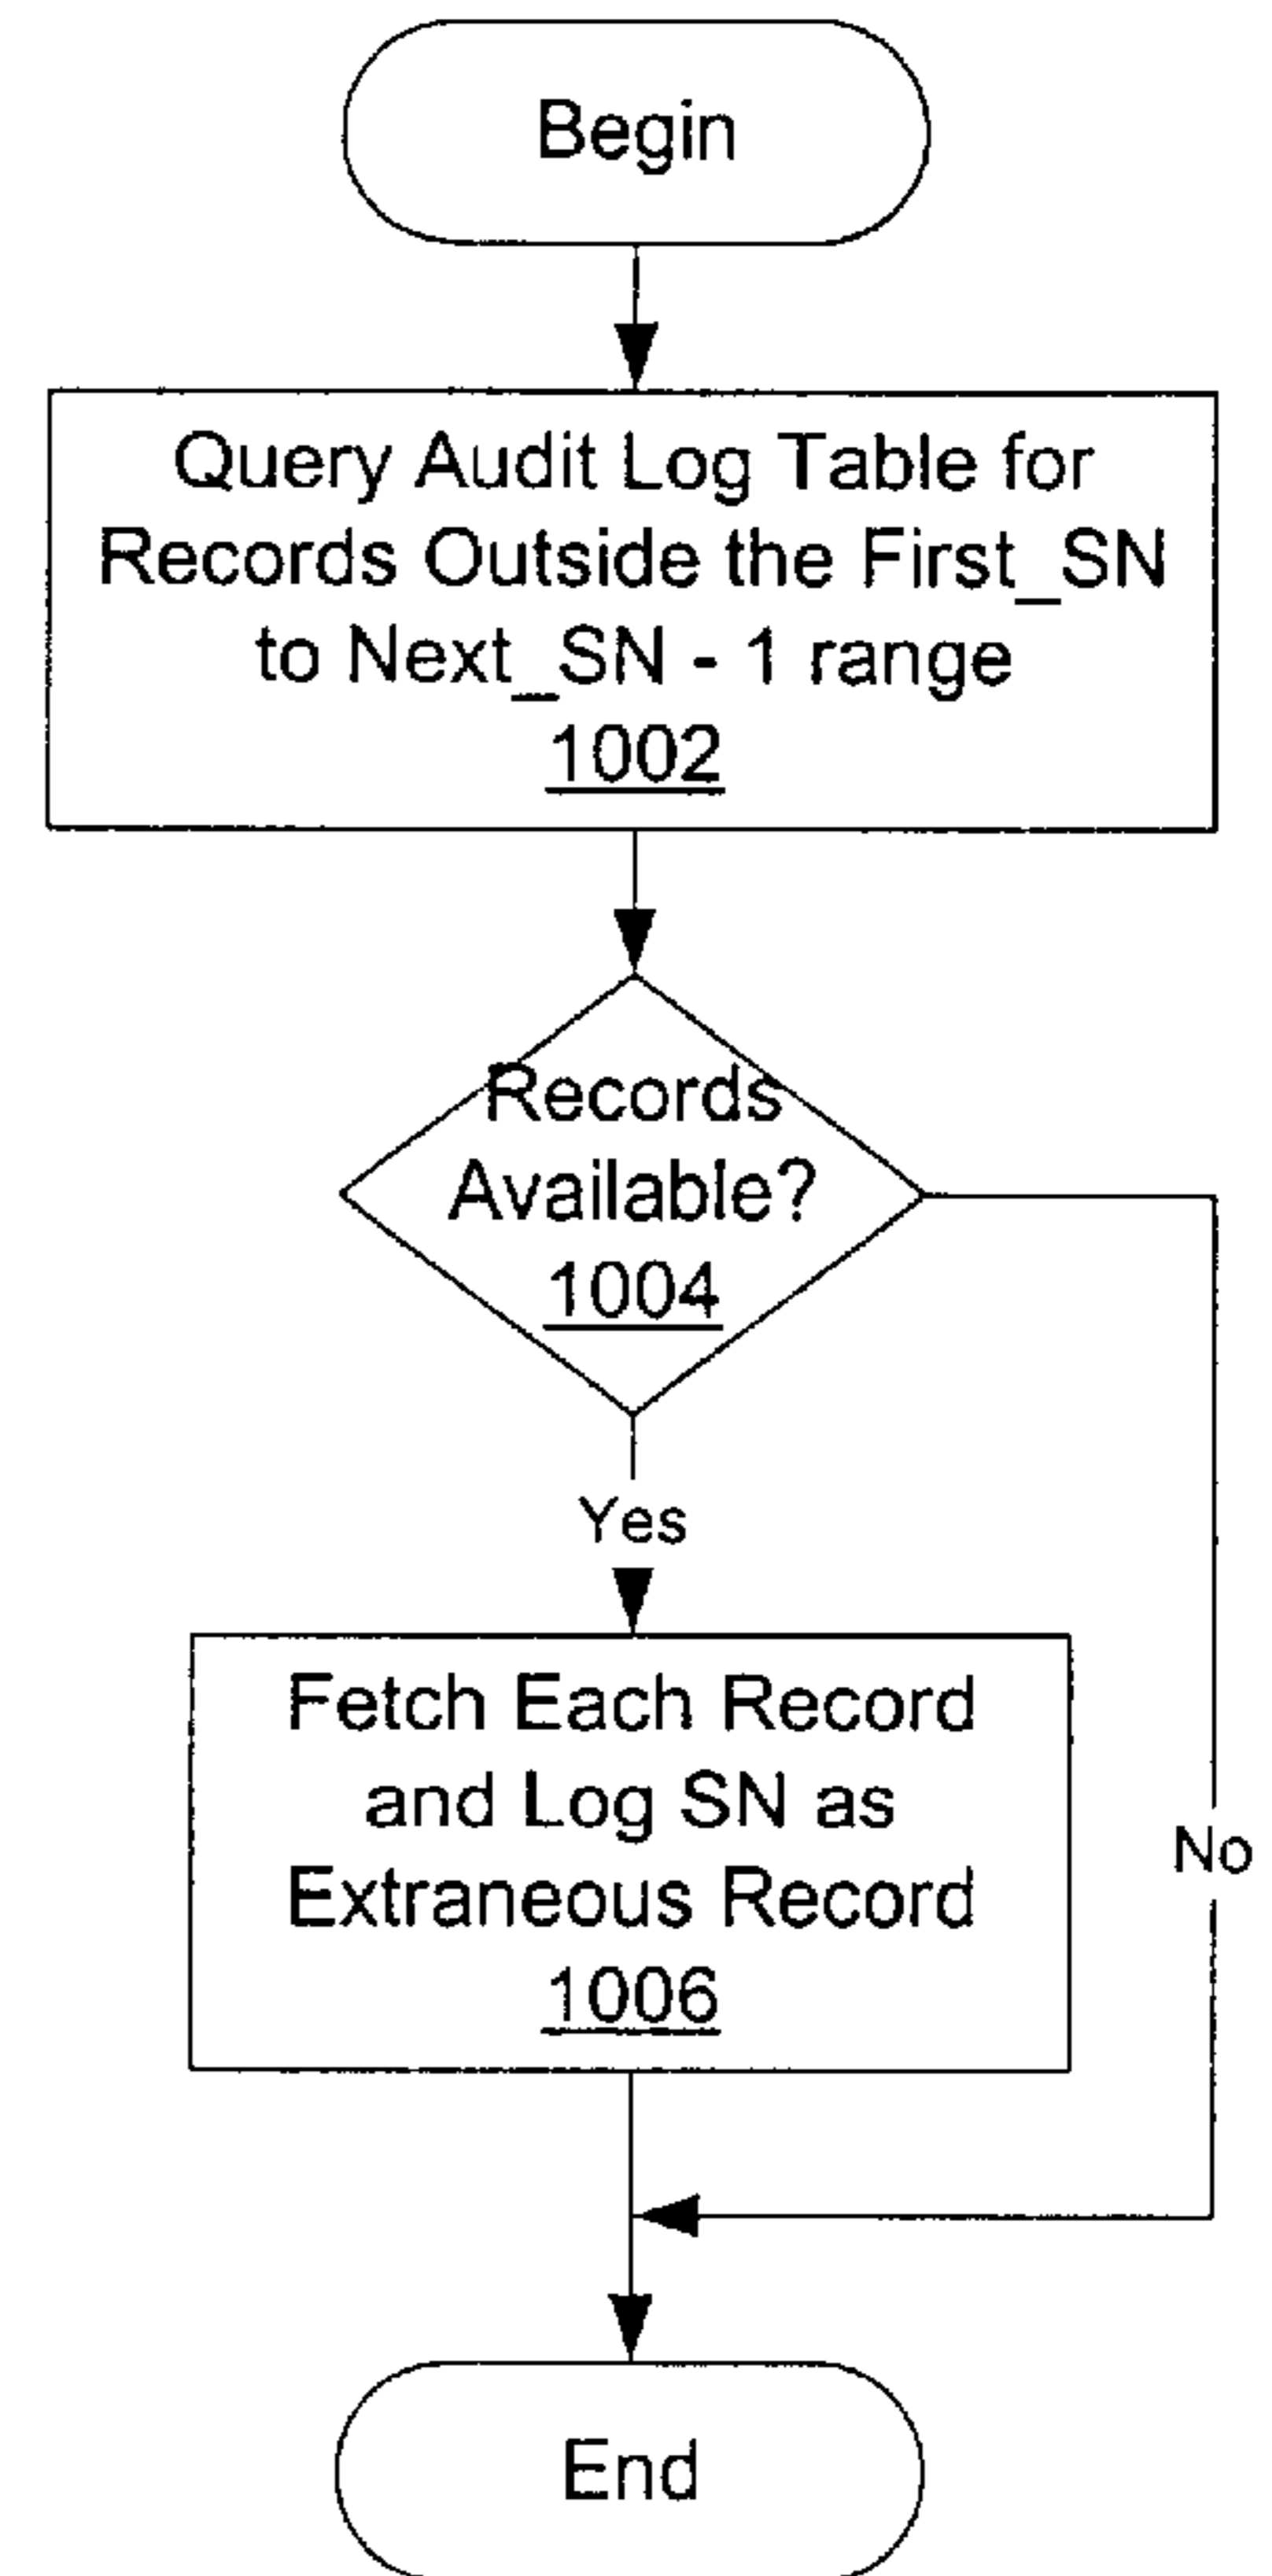 Begin
Query Audit Log Table for
Records Outside the First_SN
to Next_SN - 1 range
1002
Records
Available?
1004
Yes
Fetch Each Record
and Log SN as
Extraneous Record
1006
No
End